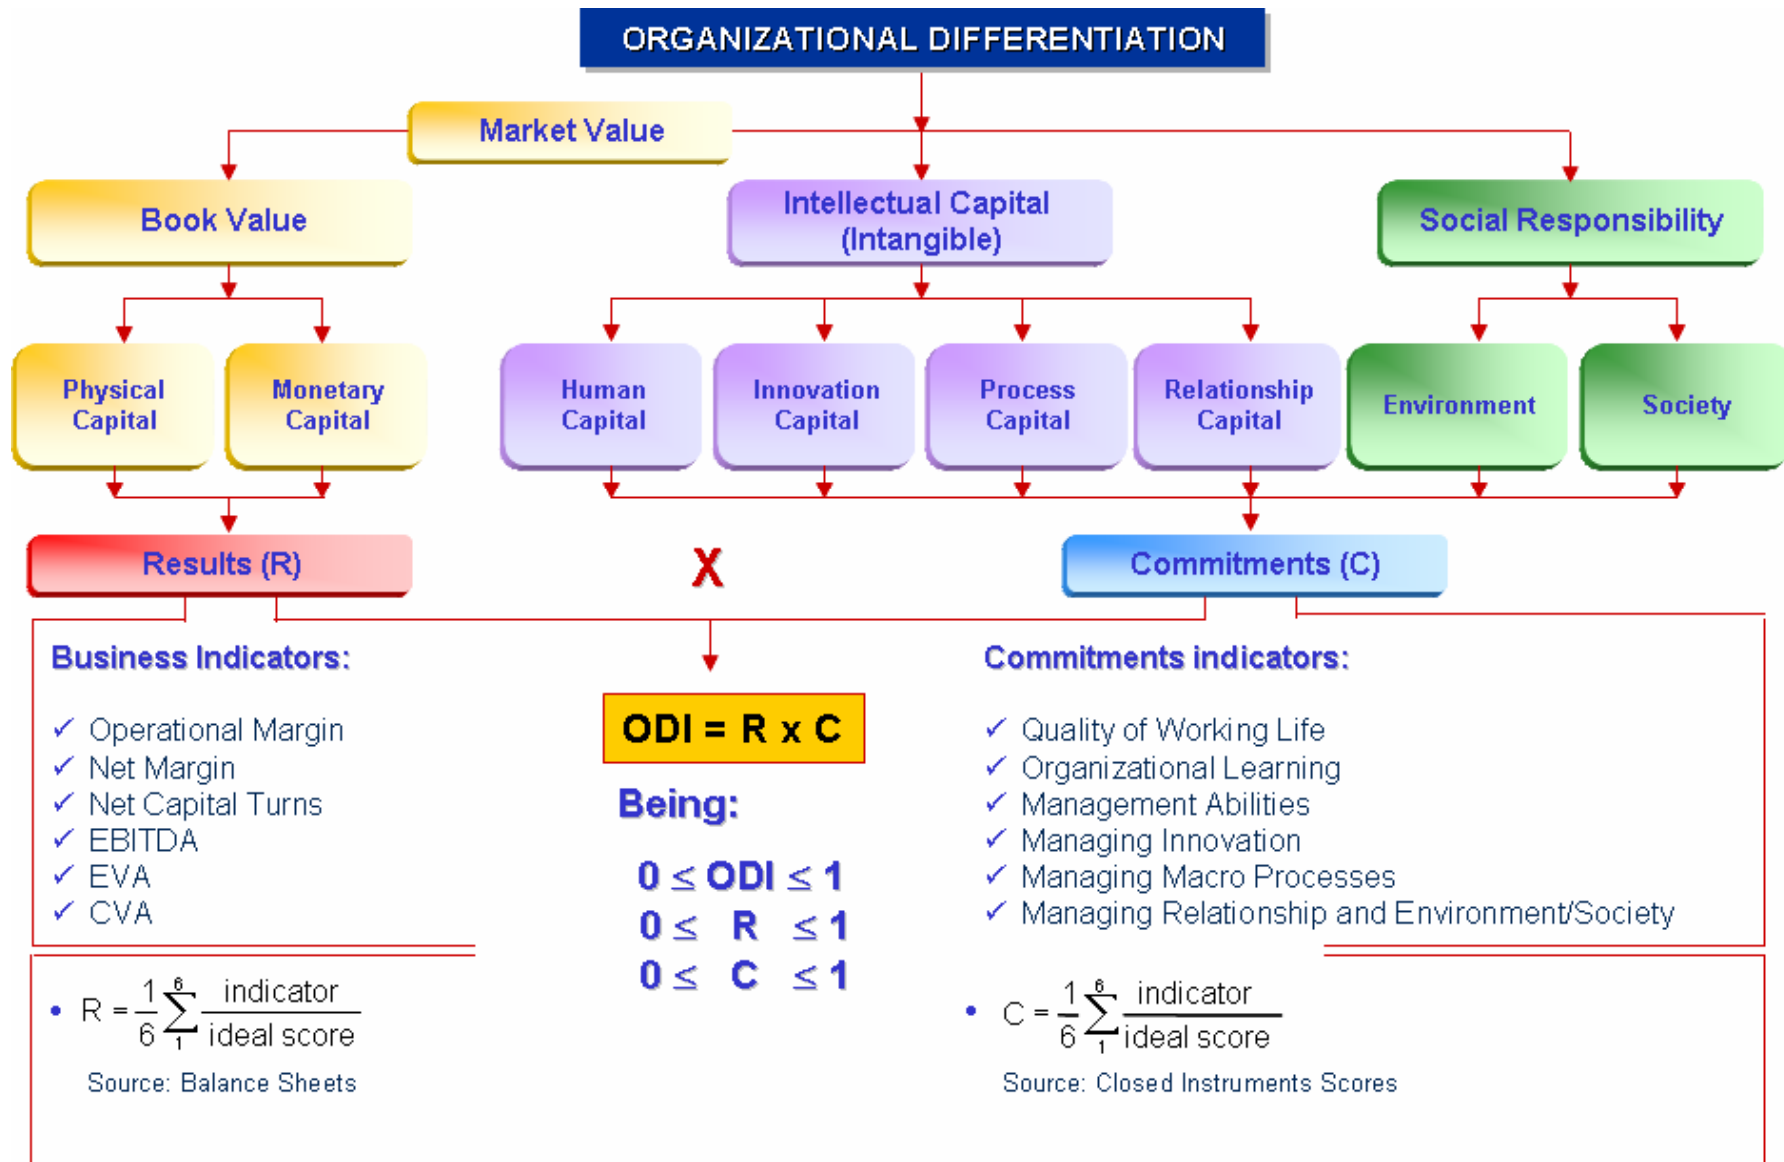 ORGANIZATIONAL DIFFERENTIATION
Market Value
Book Value
Intellectual Capital
(Intangible)
Social Responsibility
Physical
Capital
Monetary
Capital
Human
Capital
Innovation
Capital
Process
Capital
Relationship
Capital
Environment
Society
Results (R)
X
Commitments (C)
Business Indicators:
✓ Operational Margin
✓ Net Margin
✓ Net Capital Turns
✓ EBITDA
✓ EVA
✓ CVA
ODI = R x C
Being:
0 ≤ ODI ≤ 1
0 ≤ R ≤ 1
0 ≤ C ≤ 1
Commitments indicators:
✓ Quality of Working Life
✓ Organizational Learning
✓ Management Abilities
✓ Managing Innovation
✓ Managing Macro Processes
✓ Managing Relationship and Environment/Society
• R = 1/6 6∑1 indicator/ideal score
Source: Balance Sheets
• C = 1/6 6∑1 indicator/ideal score
Source: Closed Instruments Scores